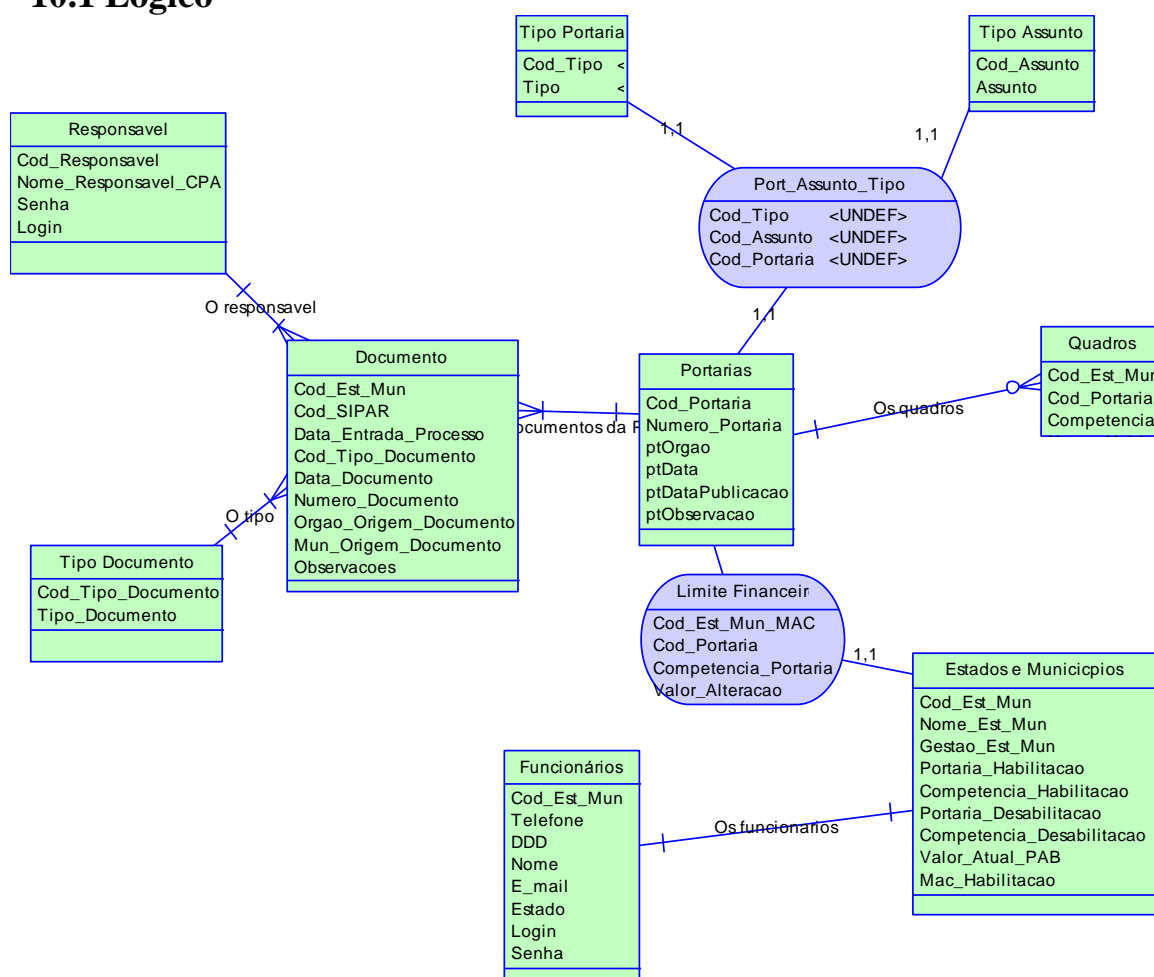 10.1 Lógico
Tipo Portaria
Cod_Tipo <
Tipo <
Tipo Assunto
Cod_Assunto
Assunto
Responsavel
Cod_Responsavel
Nome_Responsavel_CPA
Senha
Login
1,1
1,1
Port_Assunto_Tipo
Cod_Tipo <UNDEF>
Cod_Assunto <UNDEF>
Cod_Portaria <UNDEF>
O responsavel
1,1
Documento
Cod_Est_Mun
Cod_SIPAR
Data_Entrada_Processo
Cod_Tipo_Documento
Data_Documento
Numero_Documento
Orgao_Origem_Documento
Mun_Origem_Documento
Observacoes
Portarias
Cod_Portaria
Numero_Portaria
ptOrgao
ptData
ptDataPublicacao
ptObservacao
Quadros
Cod_Est_Mun
Cod_Portaria
Competencia
Os quadros
ocumentos da P
O tipo
Tipo Documento
Cod_Tipo_Documento
Tipo_Documento
Limite Financeir
Cod_Est_Mun_MAC
Cod_Portaria
Competencia_Portaria
Valor_Alteracao
1,1
Estados e Municicpios
Cod_Est_Mun
Nome_Est_Mun
Gestao_Est_Mun
Portaria_Habilitacao
Competencia_Habilitacao
Portaria_Desabilitacao
Competencia_Desabilitacao
Valor_Atual_PAB
Mac_Habilitacao
Os funcionarios
Funcionários
Cod_Est_Mun
Telefone
DDD
Nome
E_mail
Estado
Login
Senha